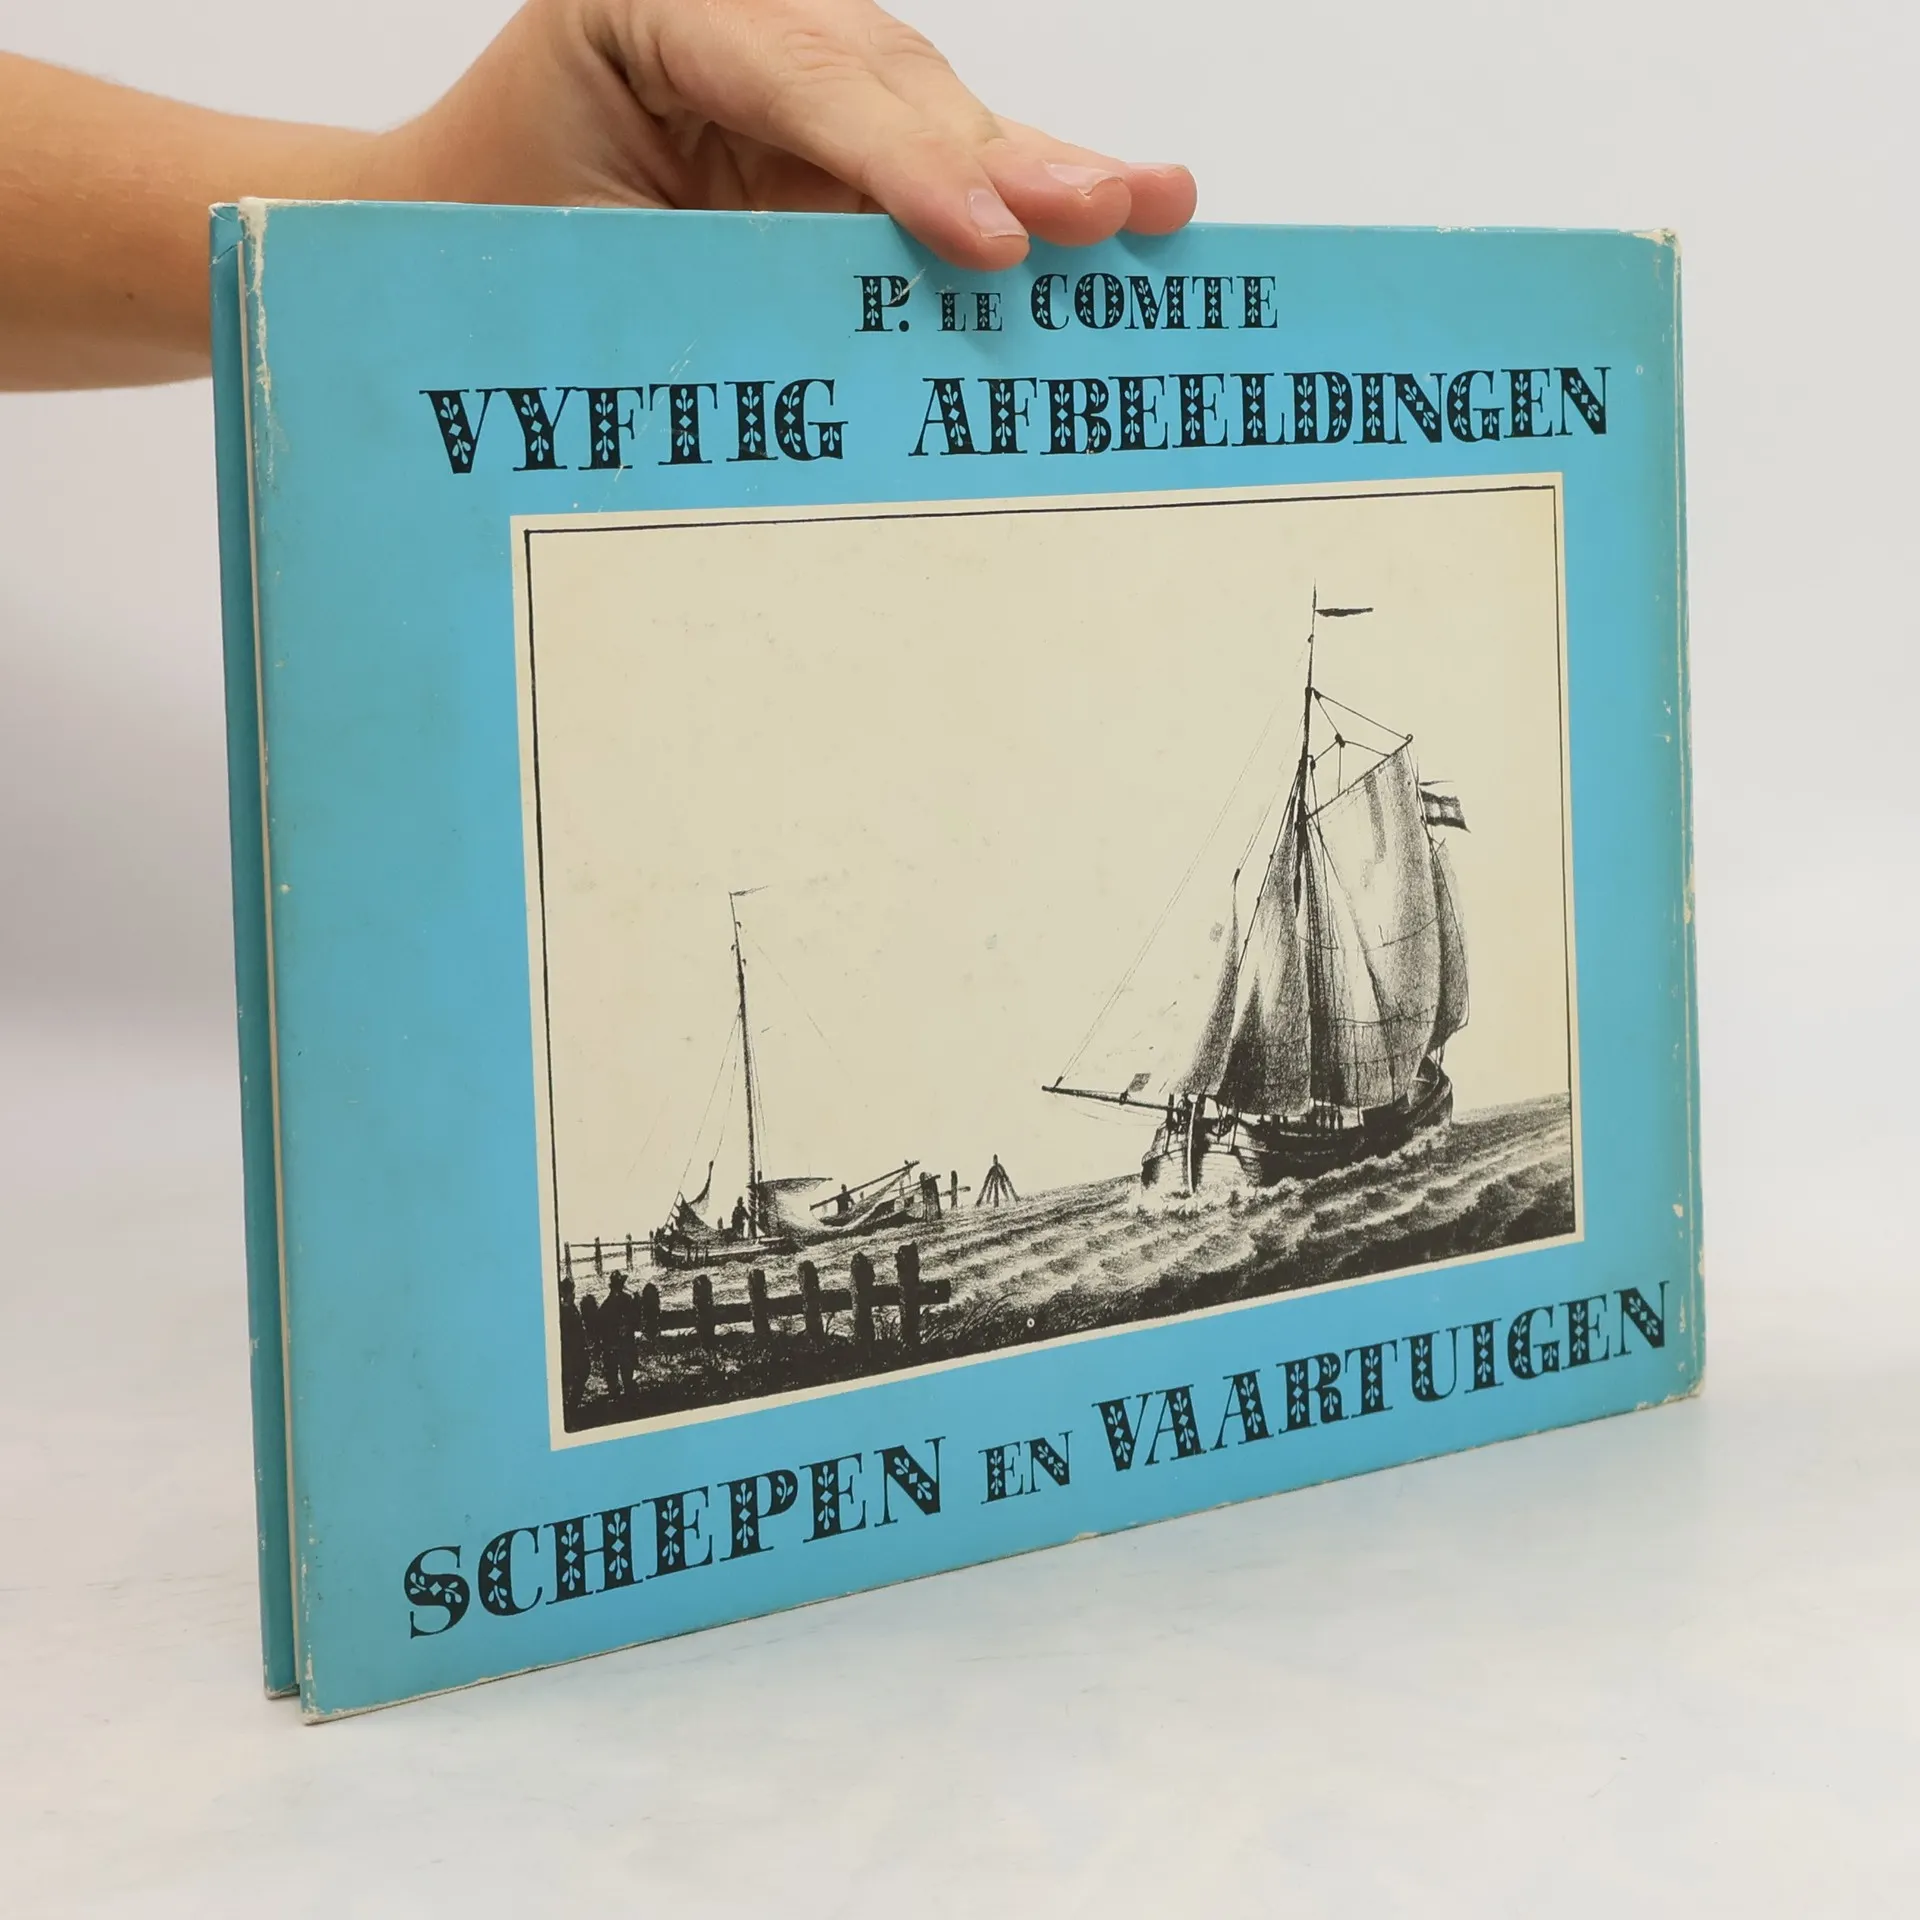 P. LE COMTE
VYFTIG AFBEELDINGEN
SCHEPEN EN VAARTUIGEN